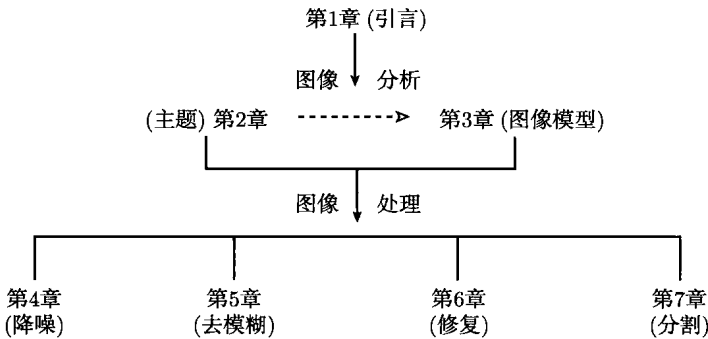 第1章 (引言)
图像 分析
(主题) 第2章 第3章 (图像模型)
图像 处理
第4章 第5章 第6章 第7章
(降噪) (去模糊) (修复) (分割)